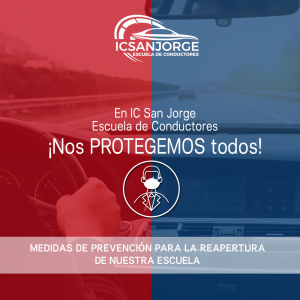 ICSANJORGE
ESCUELA DE CONDUCTORES
En IC San Jorge
Escuela de Conductores
¡Nos PROTEGEMOS todos!
MEDIDAS DE PREVENCIÓN PARA LA REAPERTURA
DE NUESTRA ESCUELA